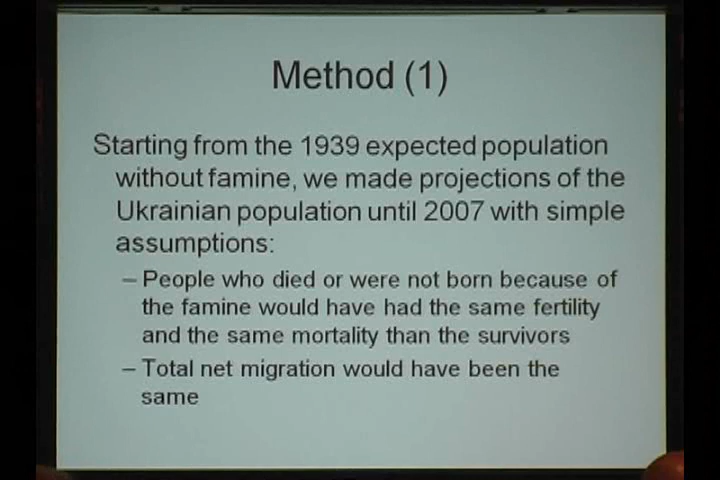 Method (1)
Starting from the 1939 expected population
without famine, we made projections of the
Ukrainian population until 2007 with simple
assumptions:
– People who died or were not born because of
the famine would have had the same fertility
and the same mortality than the survivors
– Total net migration would have been the
same